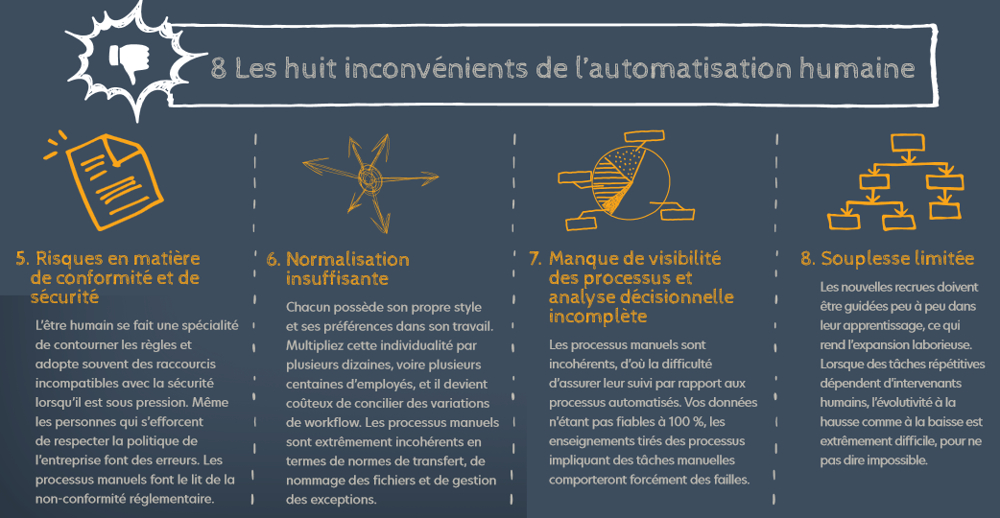 8 Les huit inconvénients de l'automatisation humaine
5. Risques en matière
de conformité et de
sécurité
L'être humain se fait une spécialité
de contourner les règles et
adopte souvent des raccourcis
incompatibles avec la sécurité
lorsqu'il est sous pression. Même
les personnes qui s'efforcent
de respecter la politique de
l'entreprise font des erreurs. Les
processus manuels font le lit de la
non-conformité réglementaire.
6. Normalisation
insuffisante
Chacun possède son propre style
et ses préférences dans son travail.
Multipliez cette individualité par
plusieurs dizaines, voire plusieurs
centaines d'employés, et il devient
coûteux de concilier des variations
de workflow. Les processus manuels
sont extrêmement incohérents en
termes de normes de transfert, de
nommage des fichiers et de gestion
des exceptions.
7. Manque de visibilité
des processus et
analyse décisionnelle
incomplète
Les processus manuels sont
incohérents, d'où la difficulté
d'assurer leur suivi par rapport aux
processus automatisés. Vos données
n'étant pas fiables à 100 %, les
enseignements tirés des processus
impliquant des tâches manuelles
comporteront forcément des failles.
8. Souplesse limitée
Les nouvelles recrues doivent
être guidées peu à peu dans
leur apprentissage, ce qui
rend l'expansion laborieuse.
Lorsque des tâches répétitives
dépendent d'intervenants
humains, l'évolutivité à la
hausse comme à la baisse est
extrêmement difficile, pour ne
pas dire impossible.